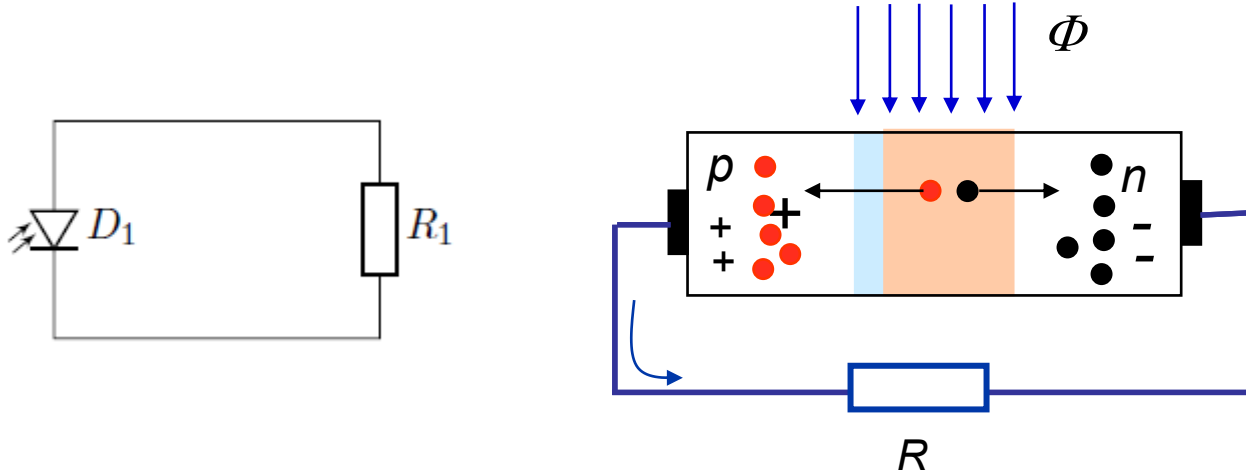 D₁
R₁
Φ
p
n
+
+
+
-
-
R